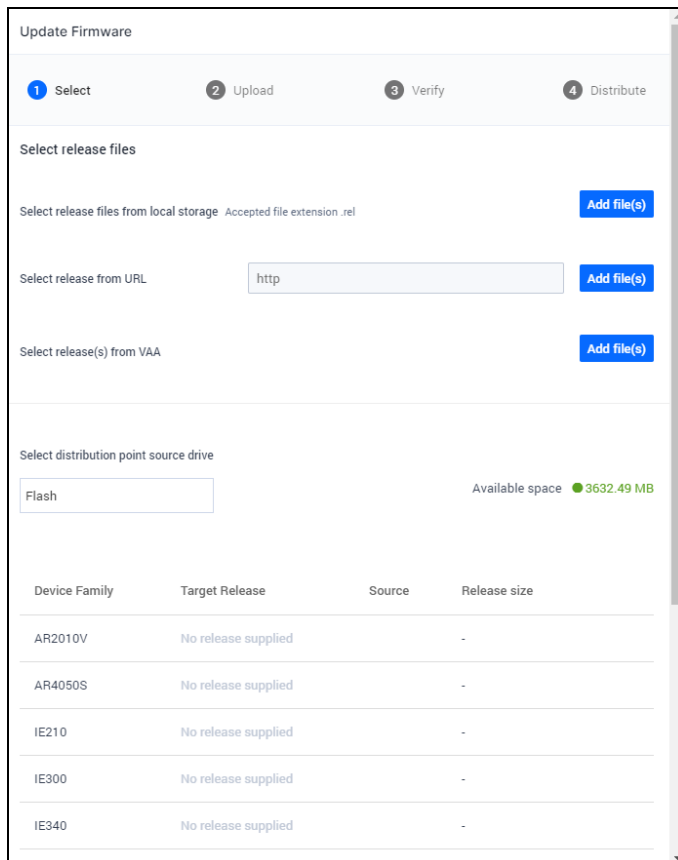 Update Firmware
1 Select 2 Upload 3 Verify 4 Distribute
Select release files
Select release files from local storage Accepted file extension .rel Add file(s)
Select release from URL http Add file(s)
Select release(s) from VAA Add file(s)
Select distribution point source drive
Flash Available space 3632.49 MB
Device Family Target Release Source Release size
AR2010V No release supplied -
AR4050S No release supplied -
IE210 No release supplied -
IE300 No release supplied -
IE340 No release supplied -